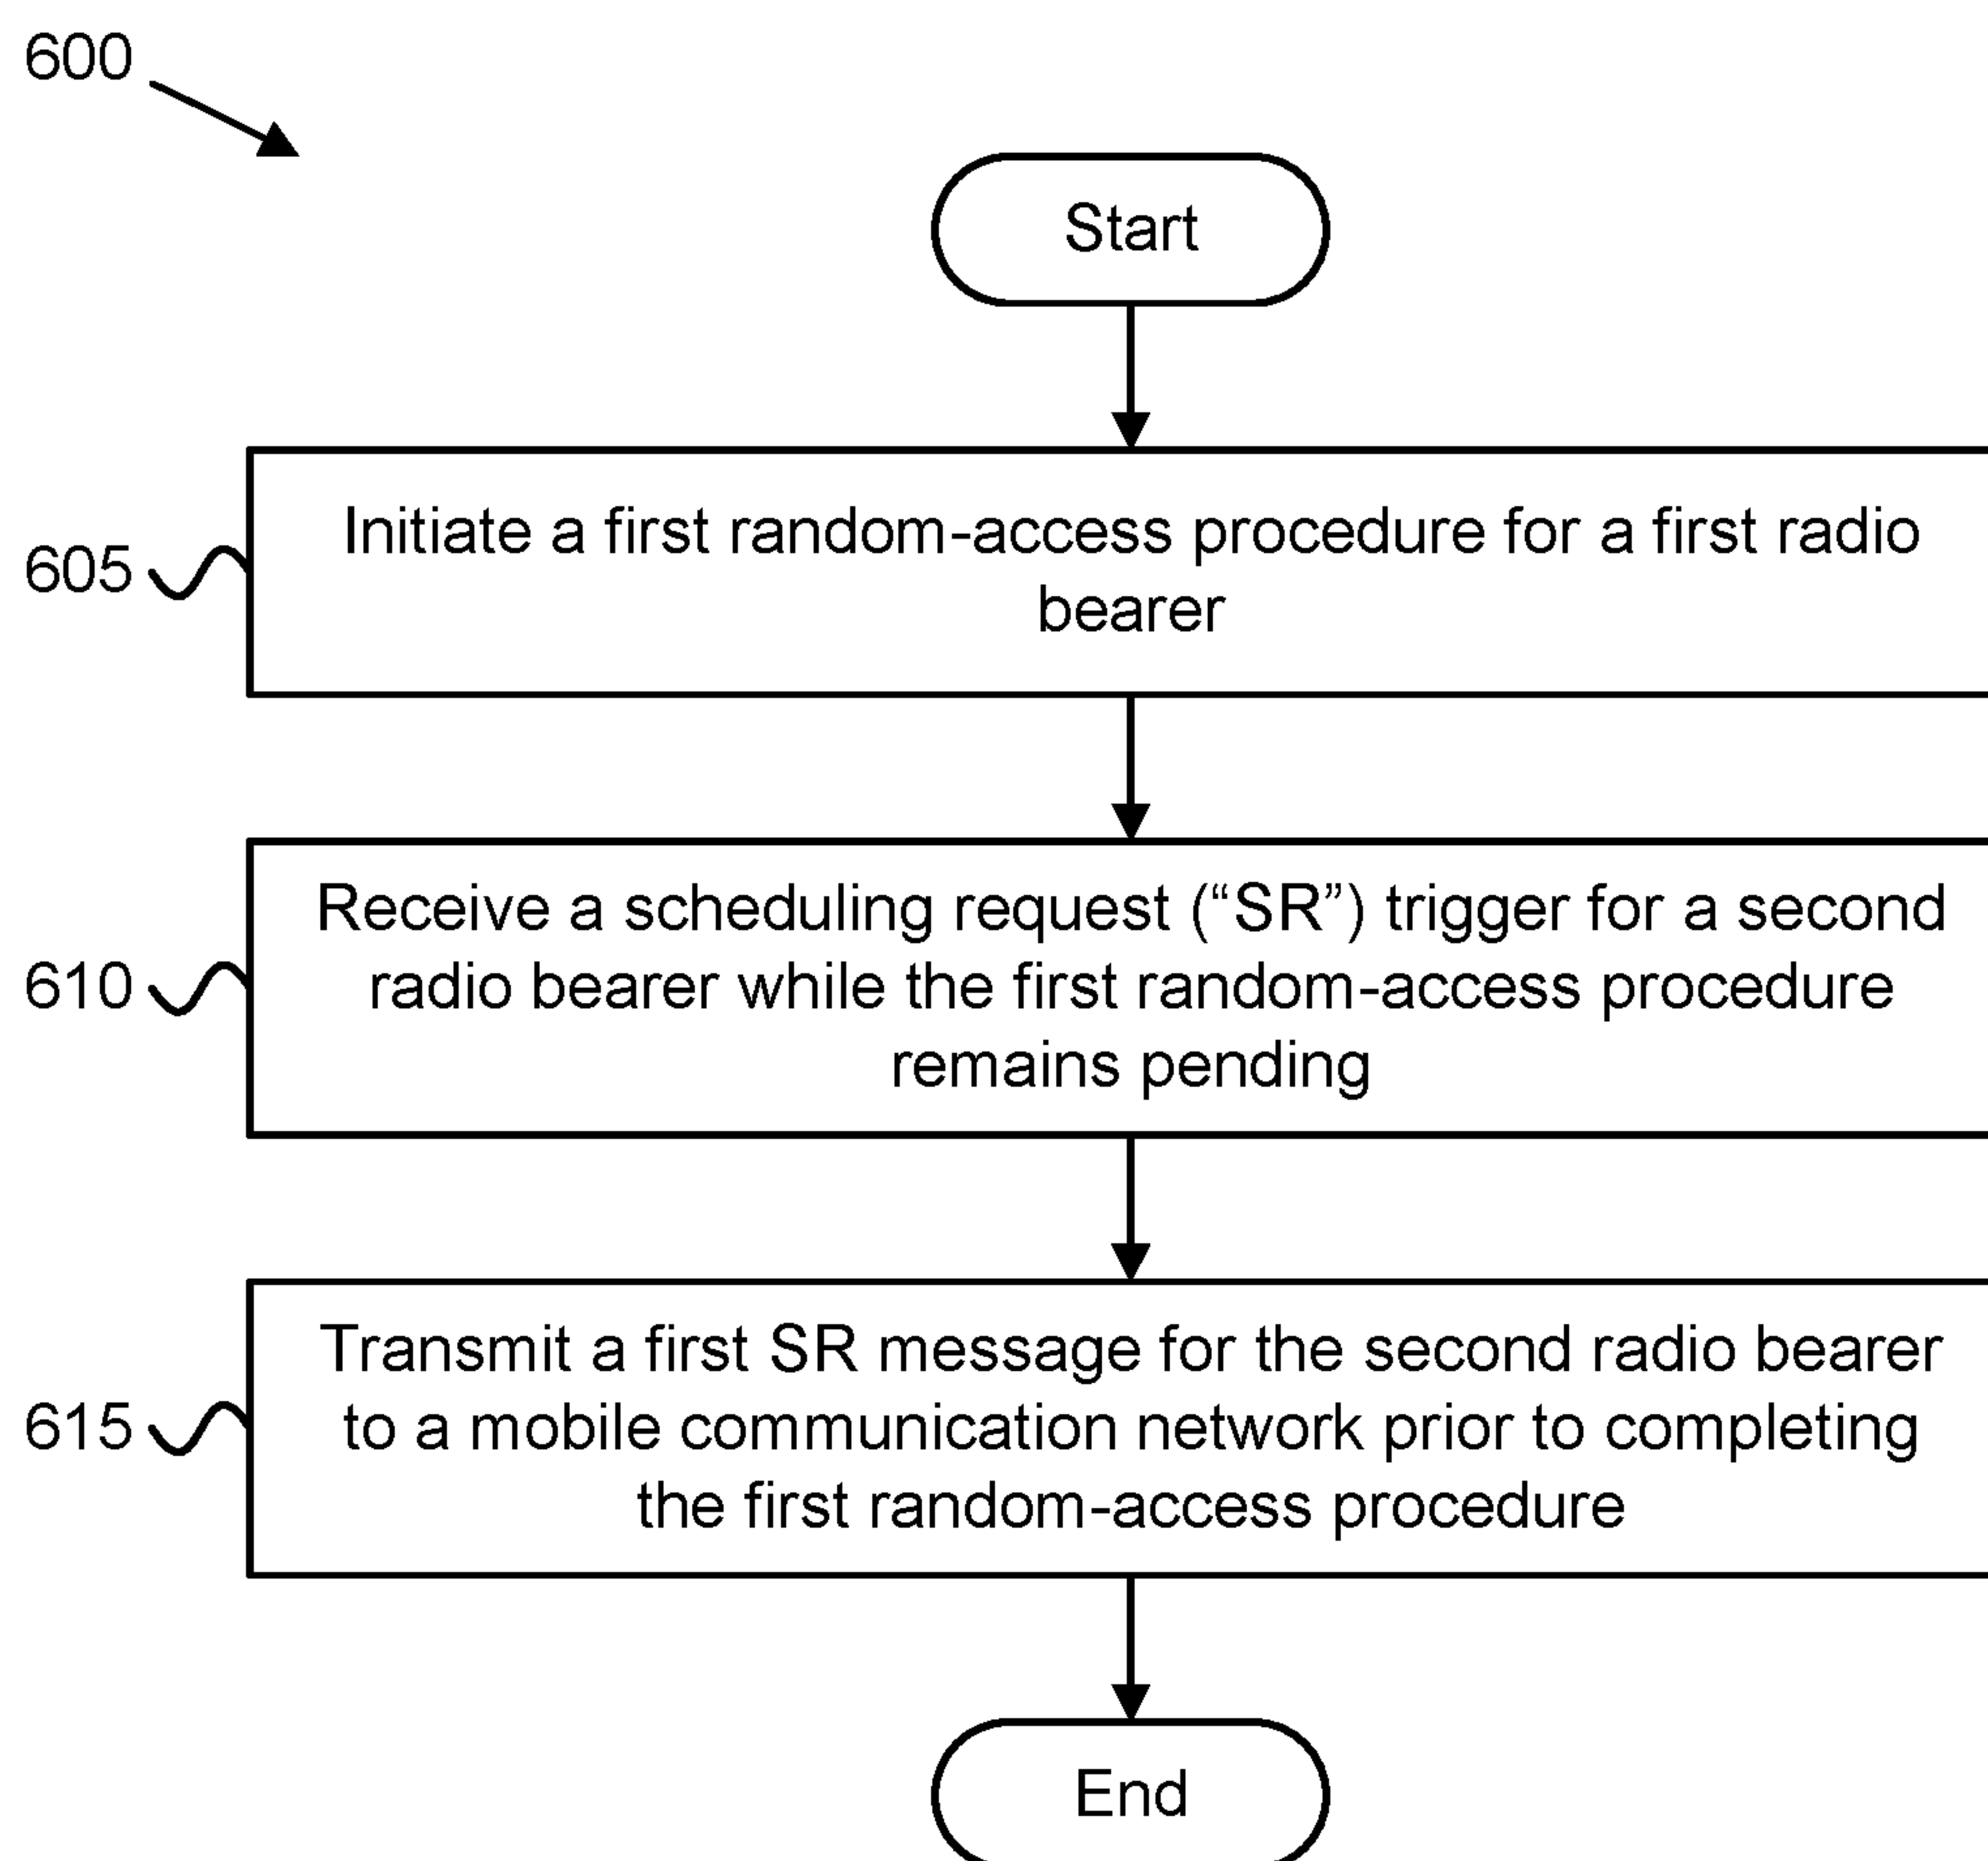 600
Start
605
Initiate a first random-access procedure for a first radio
bearer
610
Receive a scheduling request (“SR”) trigger for a second
radio bearer while the first random-access procedure
remains pending
615
Transmit a first SR message for the second radio bearer
to a mobile communication network prior to completing
the first random-access procedure
End